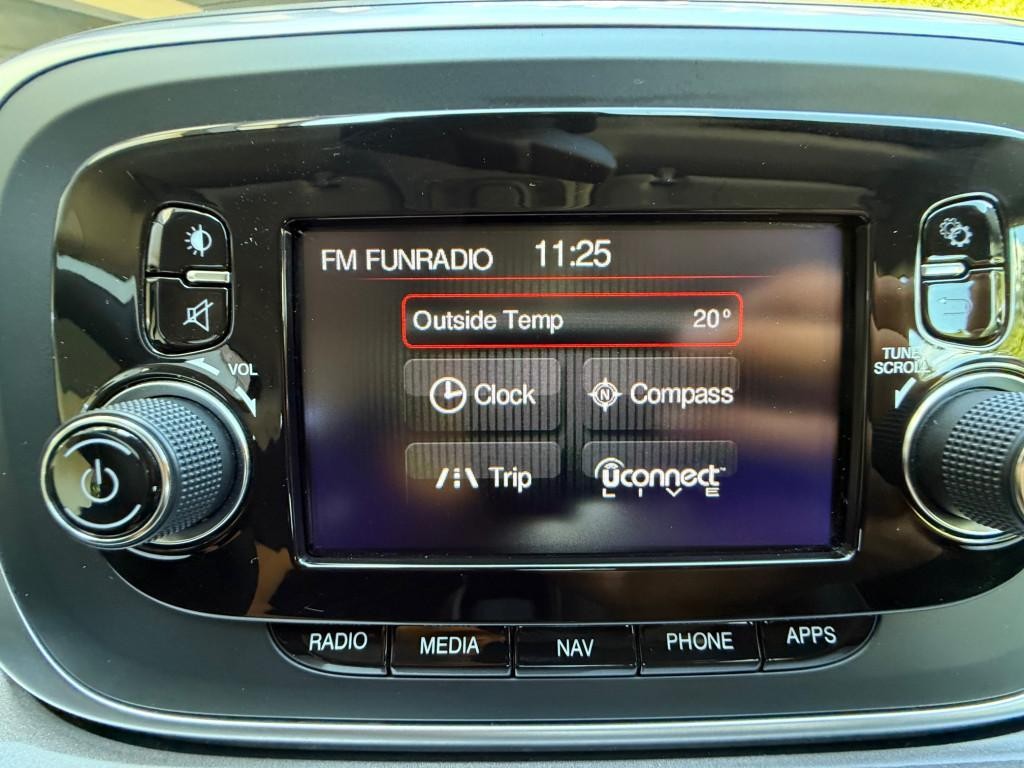 FM FUNRADIO 11:25
Outside Temp 20°
VOL
TUNE
SCROLL
Clock
N Compass
Trip
uconnect™
LIVE
RADIO MEDIA NAV PHONE APPS